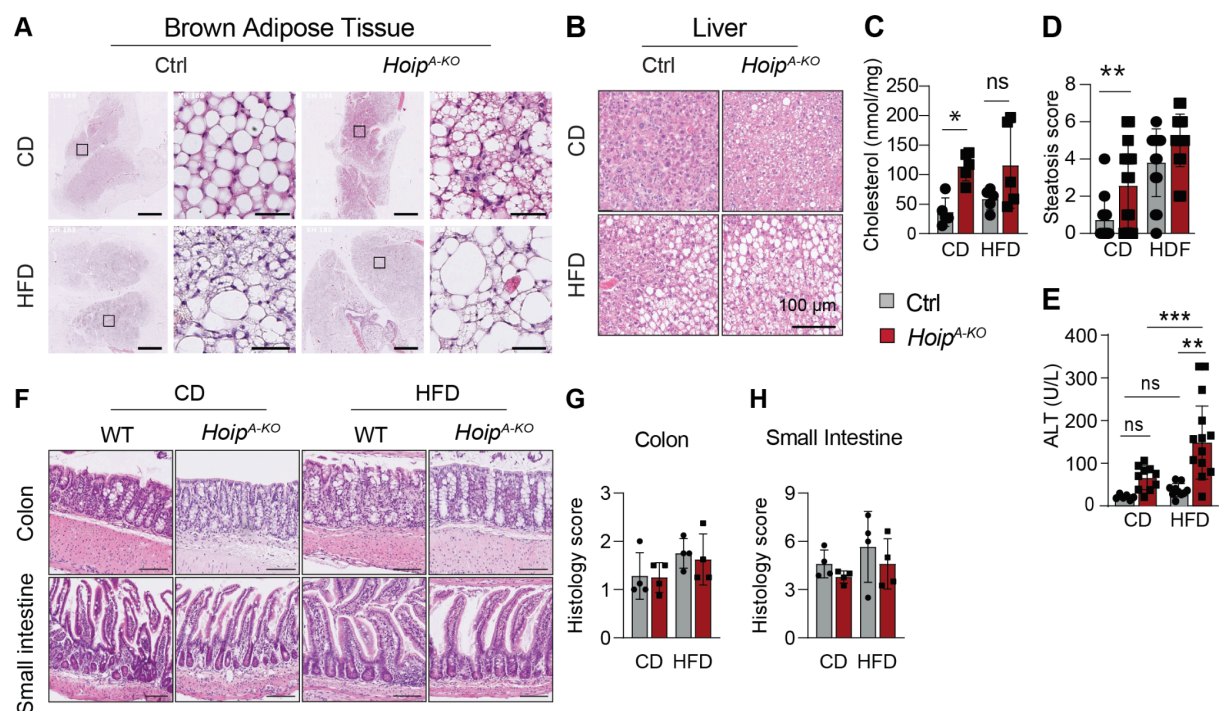 A
Brown Adipose Tissue
Ctrl
Hoip^A-KO
CD
HFD
B
Liver
Ctrl
Hoip^A-KO
CD
HFD
100 µm
C
Cholesterol (nmol/mg)
250
200
150
100
50
0
*
ns
CD
HFD
D
Steatosis score
8
6
4
2
0
**
CD
HDF
Ctrl
Hoip^A-KO
E
ALT (U/L)
400
300
200
100
0
ns
ns
***
**
CD
HFD
F
CD
HFD
WT
Hoip^A-KO
WT
Hoip^A-KO
Colon
Small intestine
G
Colon
Histology score
3
2
1
0
CD
HFD
H
Small Intestine
Histology score
9
6
3
0
CD
HFD